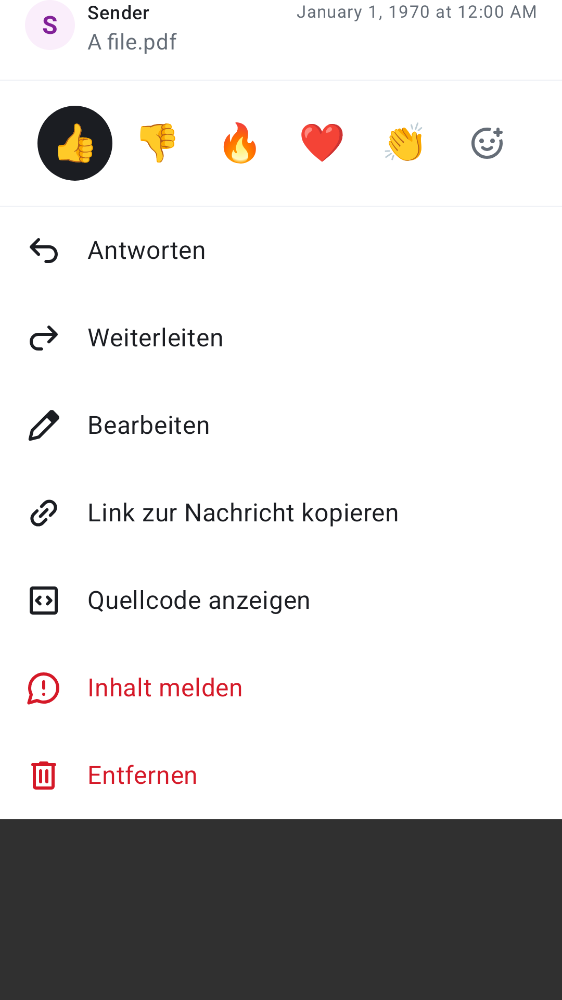 S
Sender
January 1, 1970 at 12:00 AM
A file.pdf
Antworten
Weiterleiten
Bearbeiten
Link zur Nachricht kopieren
Quellcode anzeigen
Inhalt melden
Entfernen